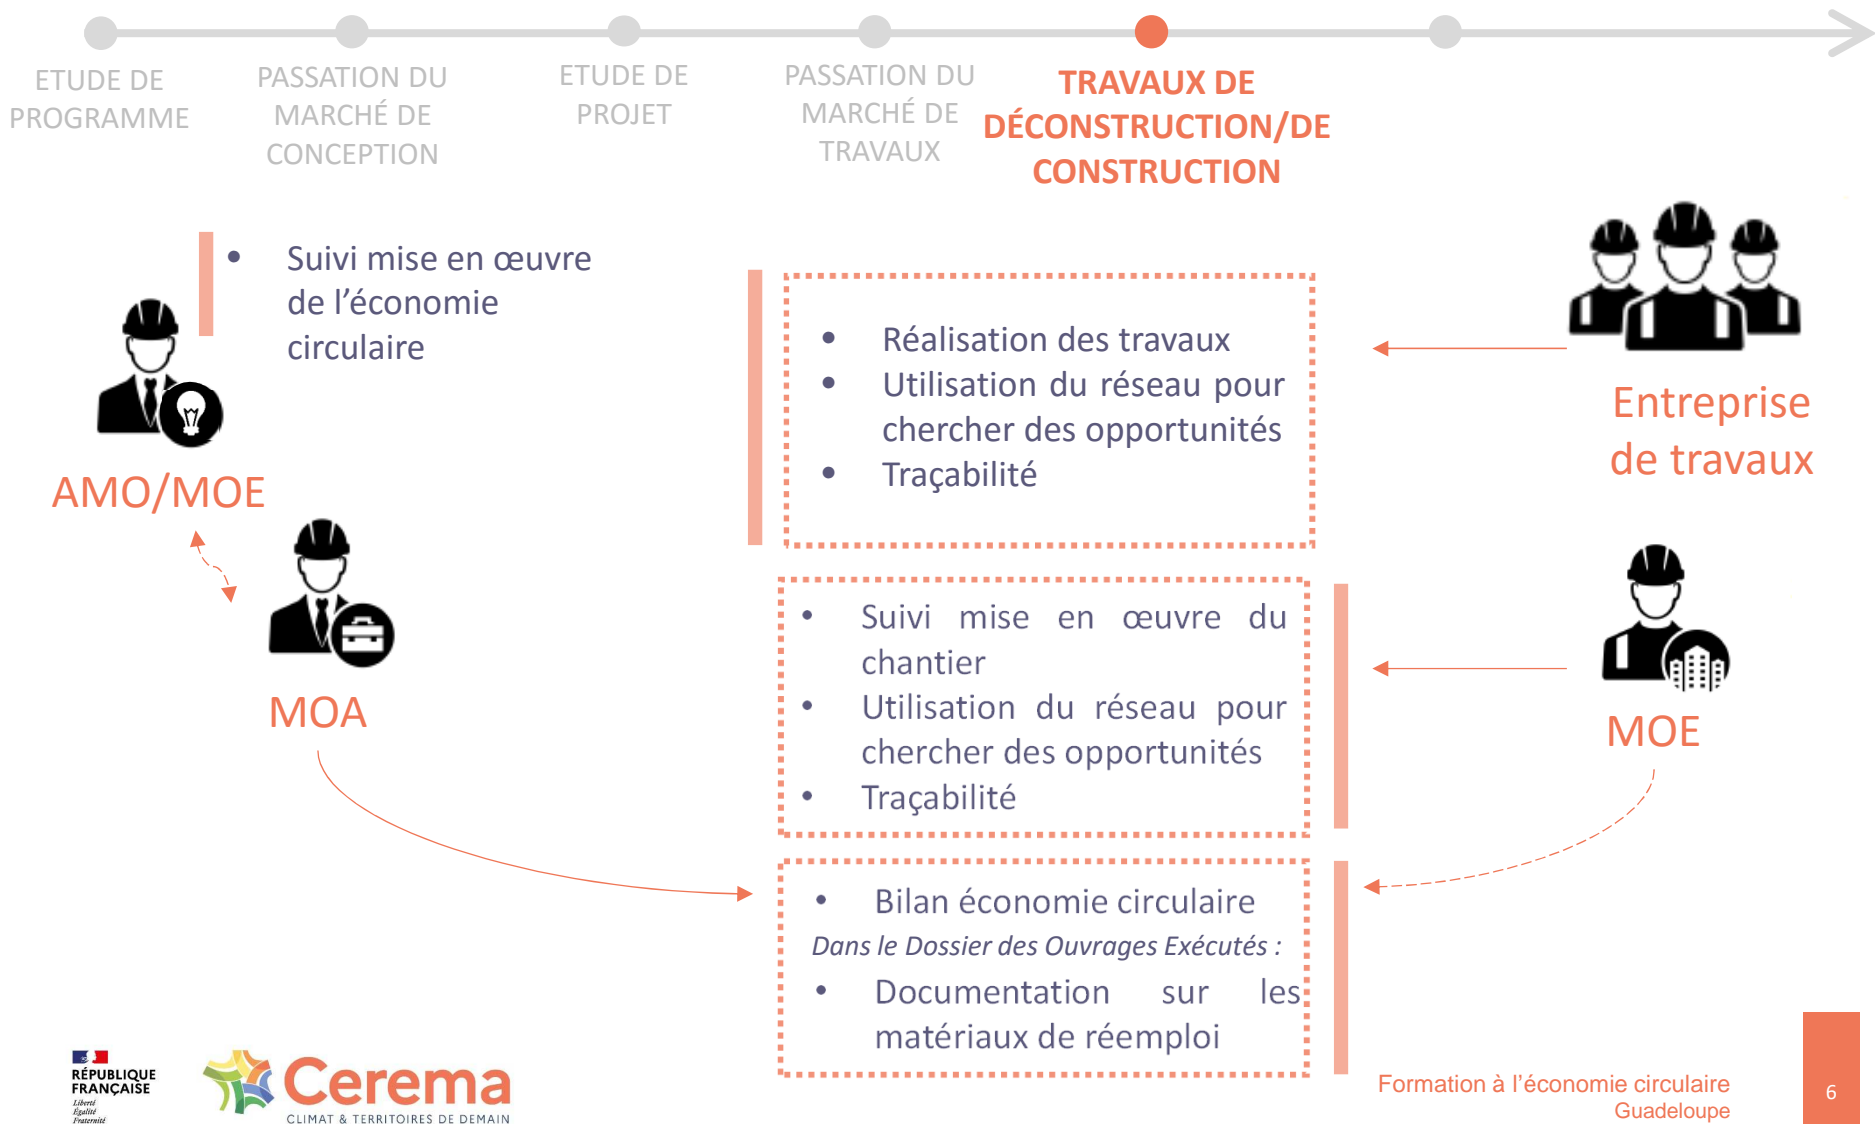 ETUDE DE
PROGRAMME
PASSATION DU
MARCHÉ DE
CONCEPTION
ETUDE DE
PROJET
PASSATION DU
MARCHÉ DE
TRAVAUX
TRAVAUX DE
DÉCONSTRUCTION/DE
CONSTRUCTION
• Suivi mise en œuvre
de l’économie
circulaire
AMO/MOE
MOA
• Réalisation des travaux
• Utilisation du réseau pour
chercher des opportunités
• Traçabilité
Entreprise
de travaux
• Suivi mise en œuvre du
chantier
• Utilisation du réseau pour
chercher des opportunités
• Traçabilité
MOE
• Bilan économie circulaire
Dans le Dossier des Ouvrages Exécutés :
• Documentation sur les
matériaux de réemploi
RÉPUBLIQUE
FRANÇAISE
Liberté
Égalité
Fraternité
Cerema
CLIMAT & TERRITOIRES DE DEMAIN
Formation à l’économie circulaire
Guadeloupe
6